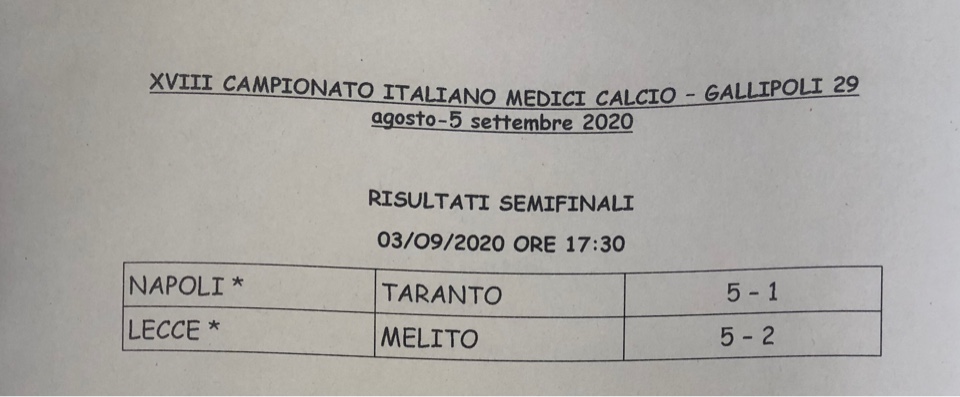 XVIII CAMPIONATO ITALIANO MEDICI CALCIO - GALLIPOLI 29
agosto-5 settembre 2020
RISULTATI SEMIFINALI
03/09/2020 ORE 17:30
NAPOLI * TARANTO 5 - 1
LECCE * MELITO 5 - 2